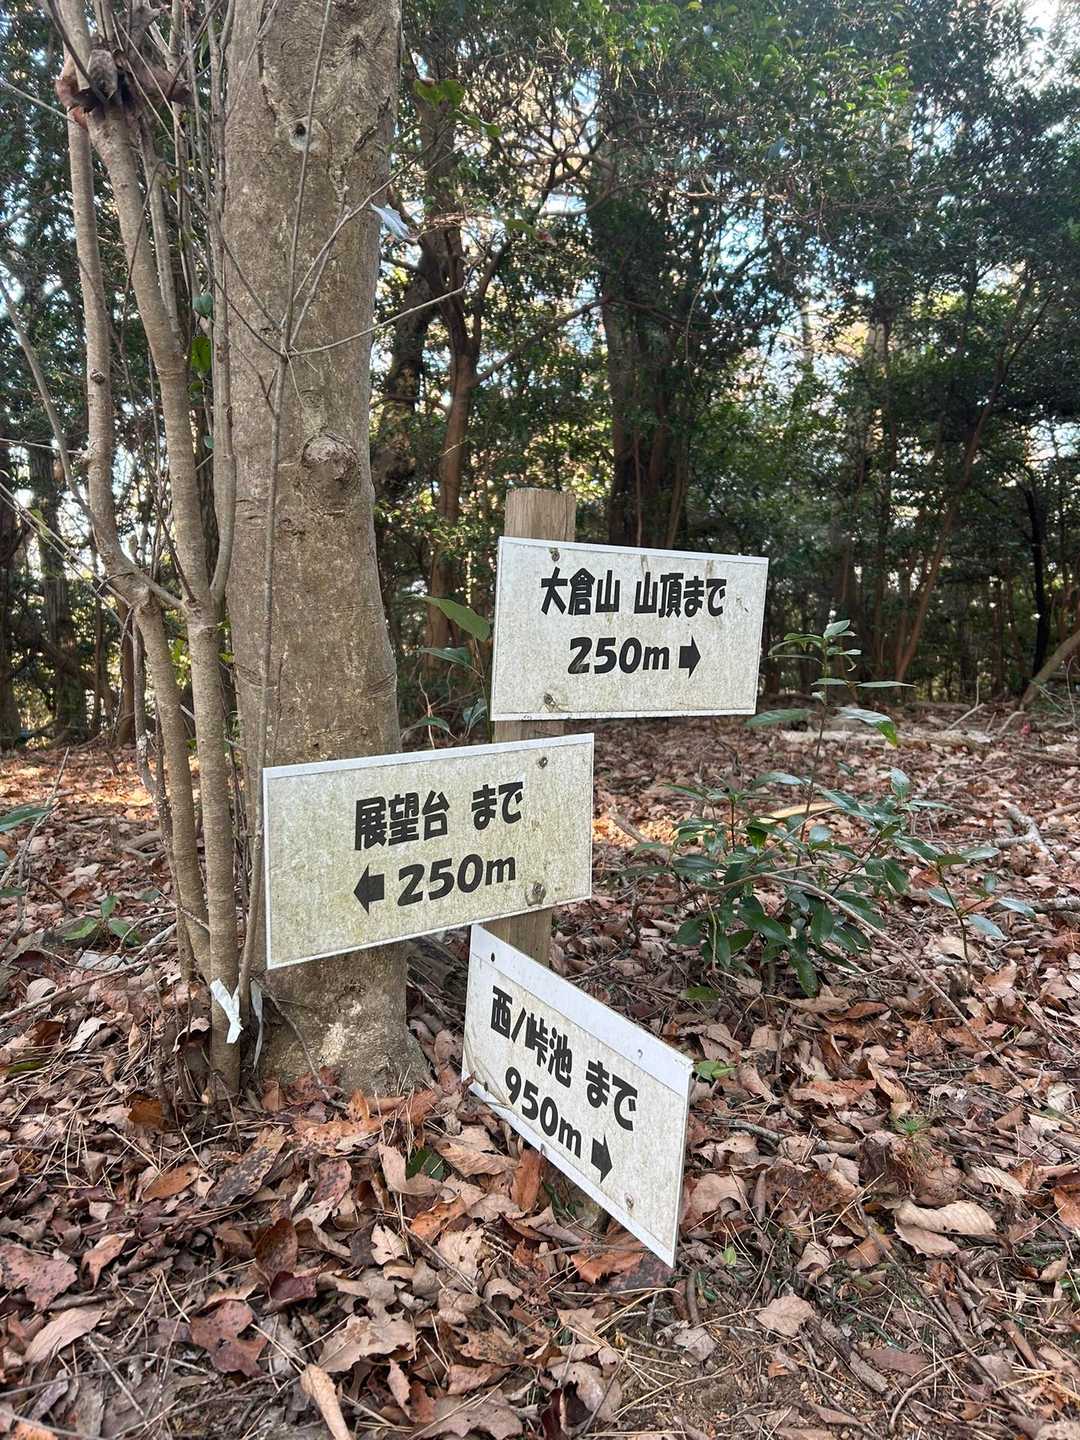 大倉山 山頂まで
250m➡
展望台 まで
⬅250m
西ノ峠池 まで
950m➡